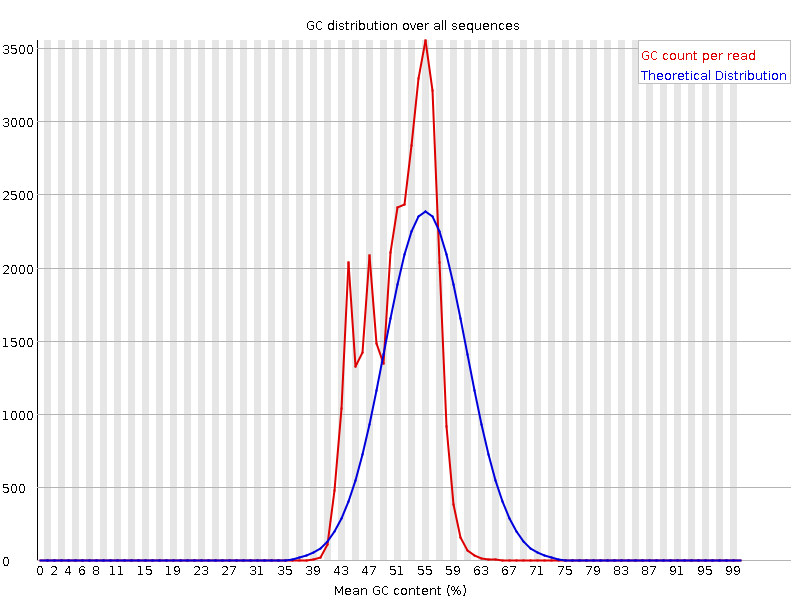 GC distribution over all sequences
GC count per read
Theoretical Distribution
3500
3000
2500
2000
1500
1000
500
0
0 2 4 6 8 11 15 19 23 27 31 35 39 43 47 51 55 59 63 67 71 75 79 83 87 91 95 99
Mean GC content (%)